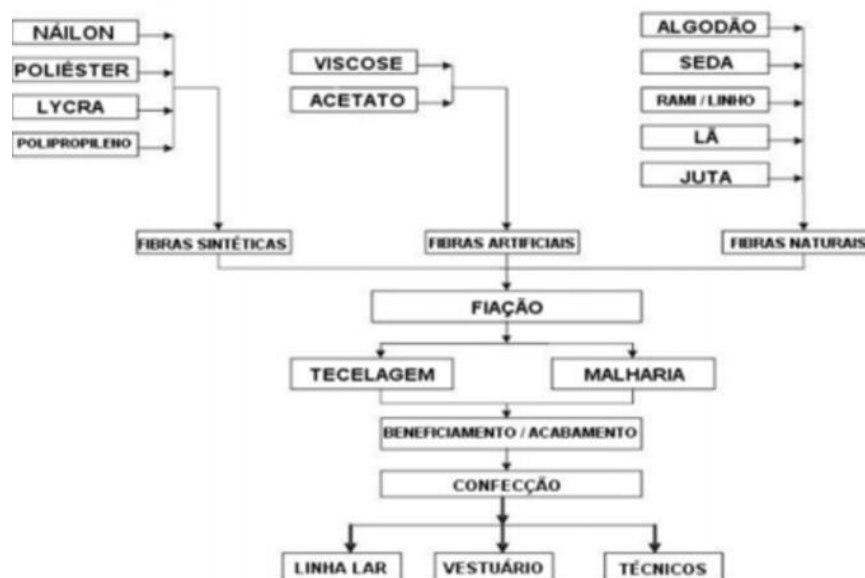 NÁILON
POLIÉSTER
LYCRA
POLIPROPILENO
VISCOSE
ACETATO
ALGODÃO
SEDA
RAMI / LINHO
LÃ
JUTA
FIBRAS SINTÉTICAS
FIBRAS ARTIFICIAIS
FIBRAS NATURAIS
FIAÇÃO
TECELAGEM
MALHARIA
BENEFICIAMENTO / ACABAMENTO
CONFECÇÃO
LINHA LAR
VESTUÁRIO
TÉCNICOS